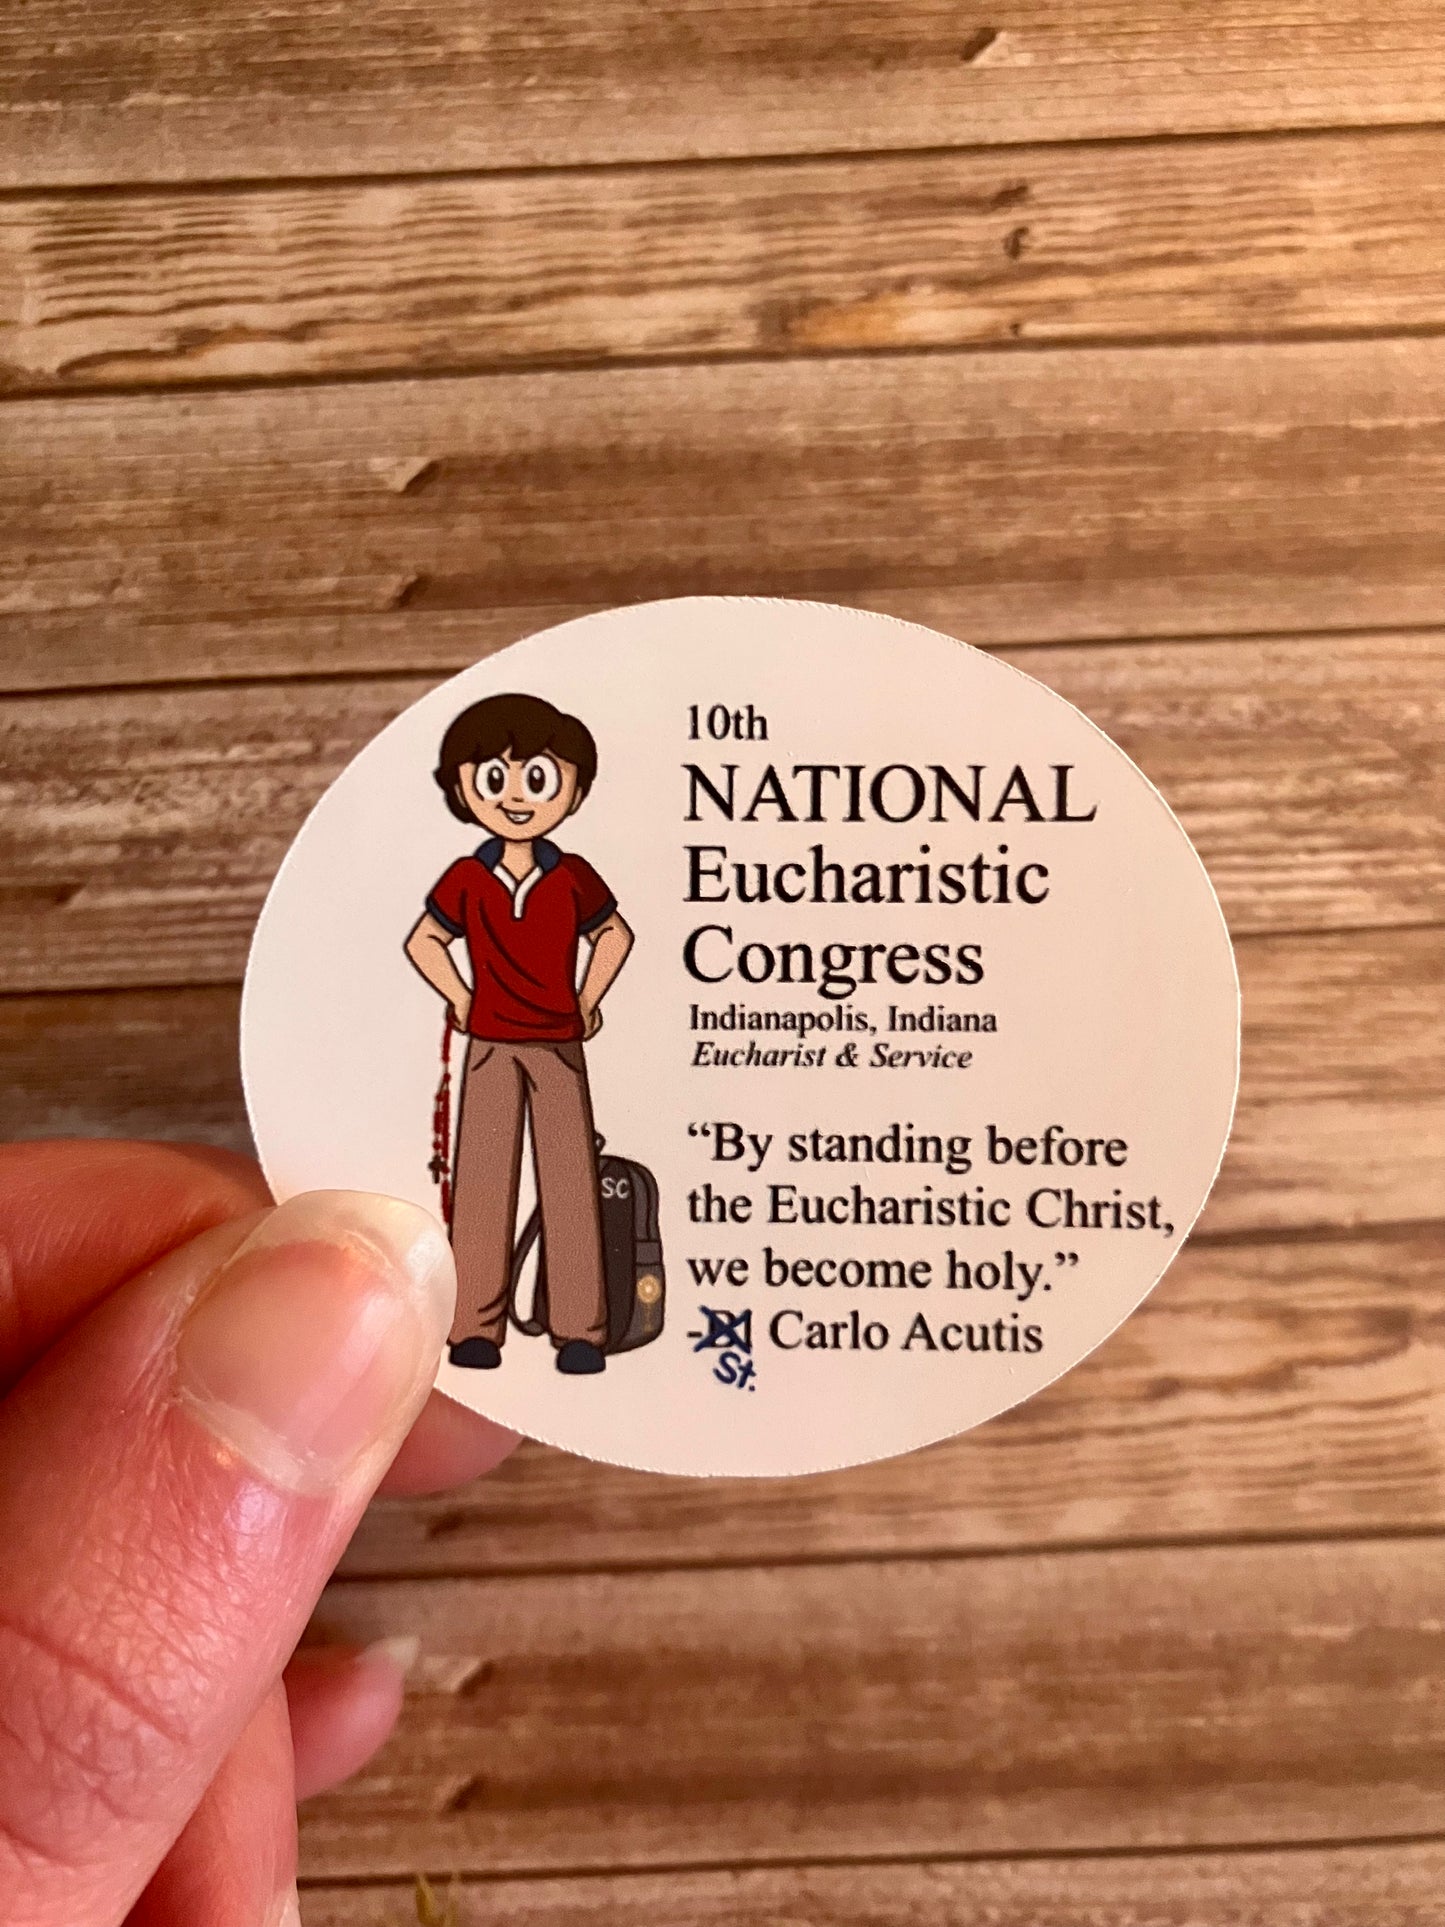 10th
NATIONAL
Eucharistic
Congress
Indianapolis, Indiana
Eucharist & Service
SC
“By standing before
the Eucharistic Christ,
we become holy.”
- Carlo Acutis
St.